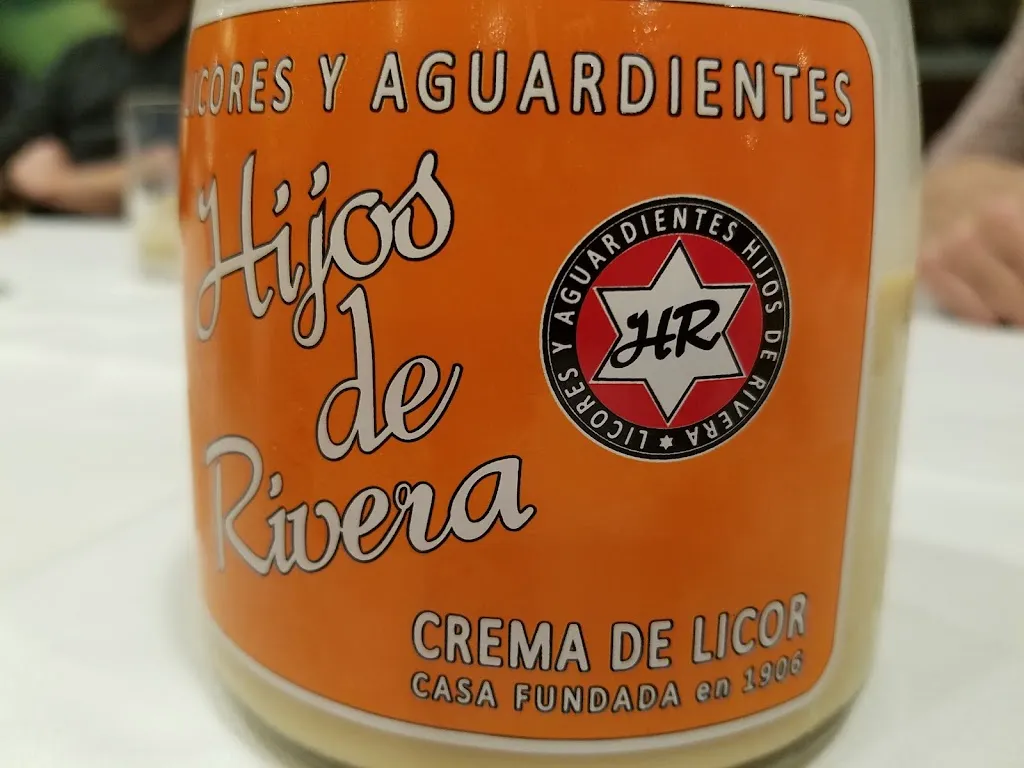 LICORES Y AGUARDIENTES
Hijos
de
Rivera
LICORES Y AGUARDIENTES HIJOS DE RIVERA
HR
CREMA DE LICOR
CASA FUNDADA en 1906